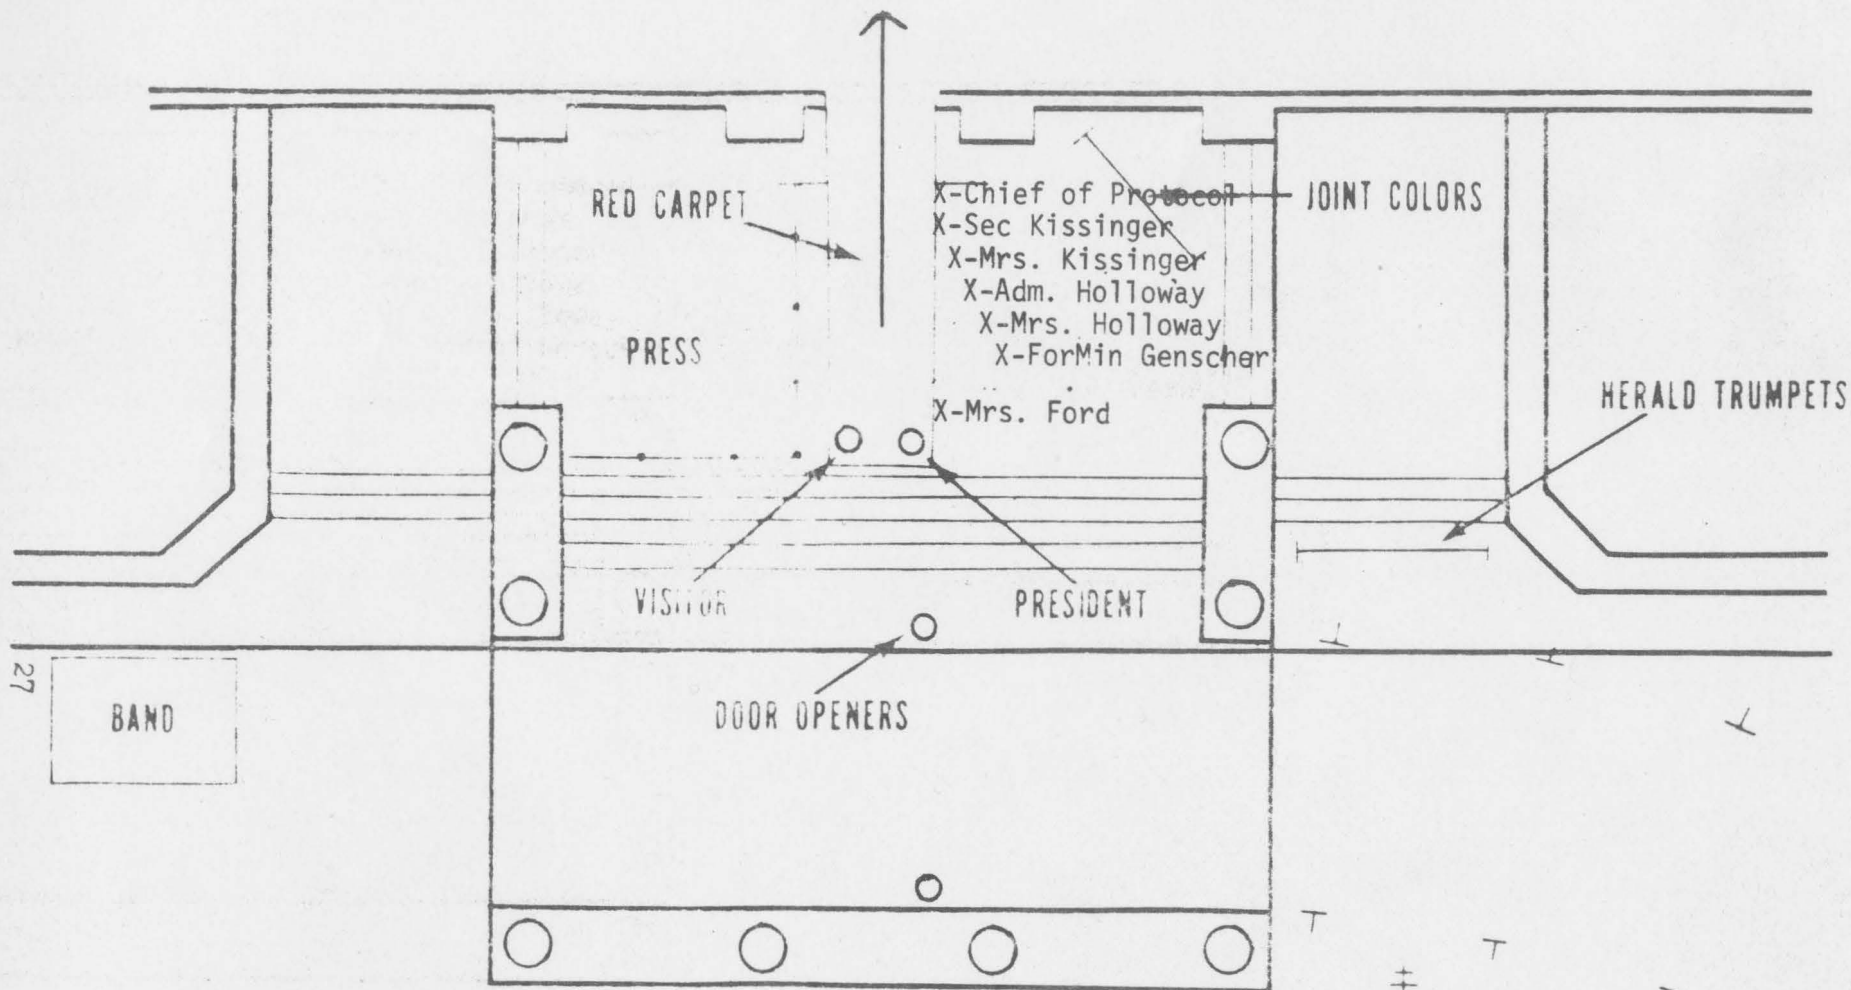 RED CARPET
X-Chief of Protocol
JOINT COLORS
X-Sec Kissinger
X-Mrs. Kissinger
X-Adm. Holloway
X-Mrs. Holloway
PRESS
X-ForMin Genscher
HERALD TRUMPETS
X-Mrs. Ford
VISITOR
PRESIDENT
27
BAND
DOOR OPENERS